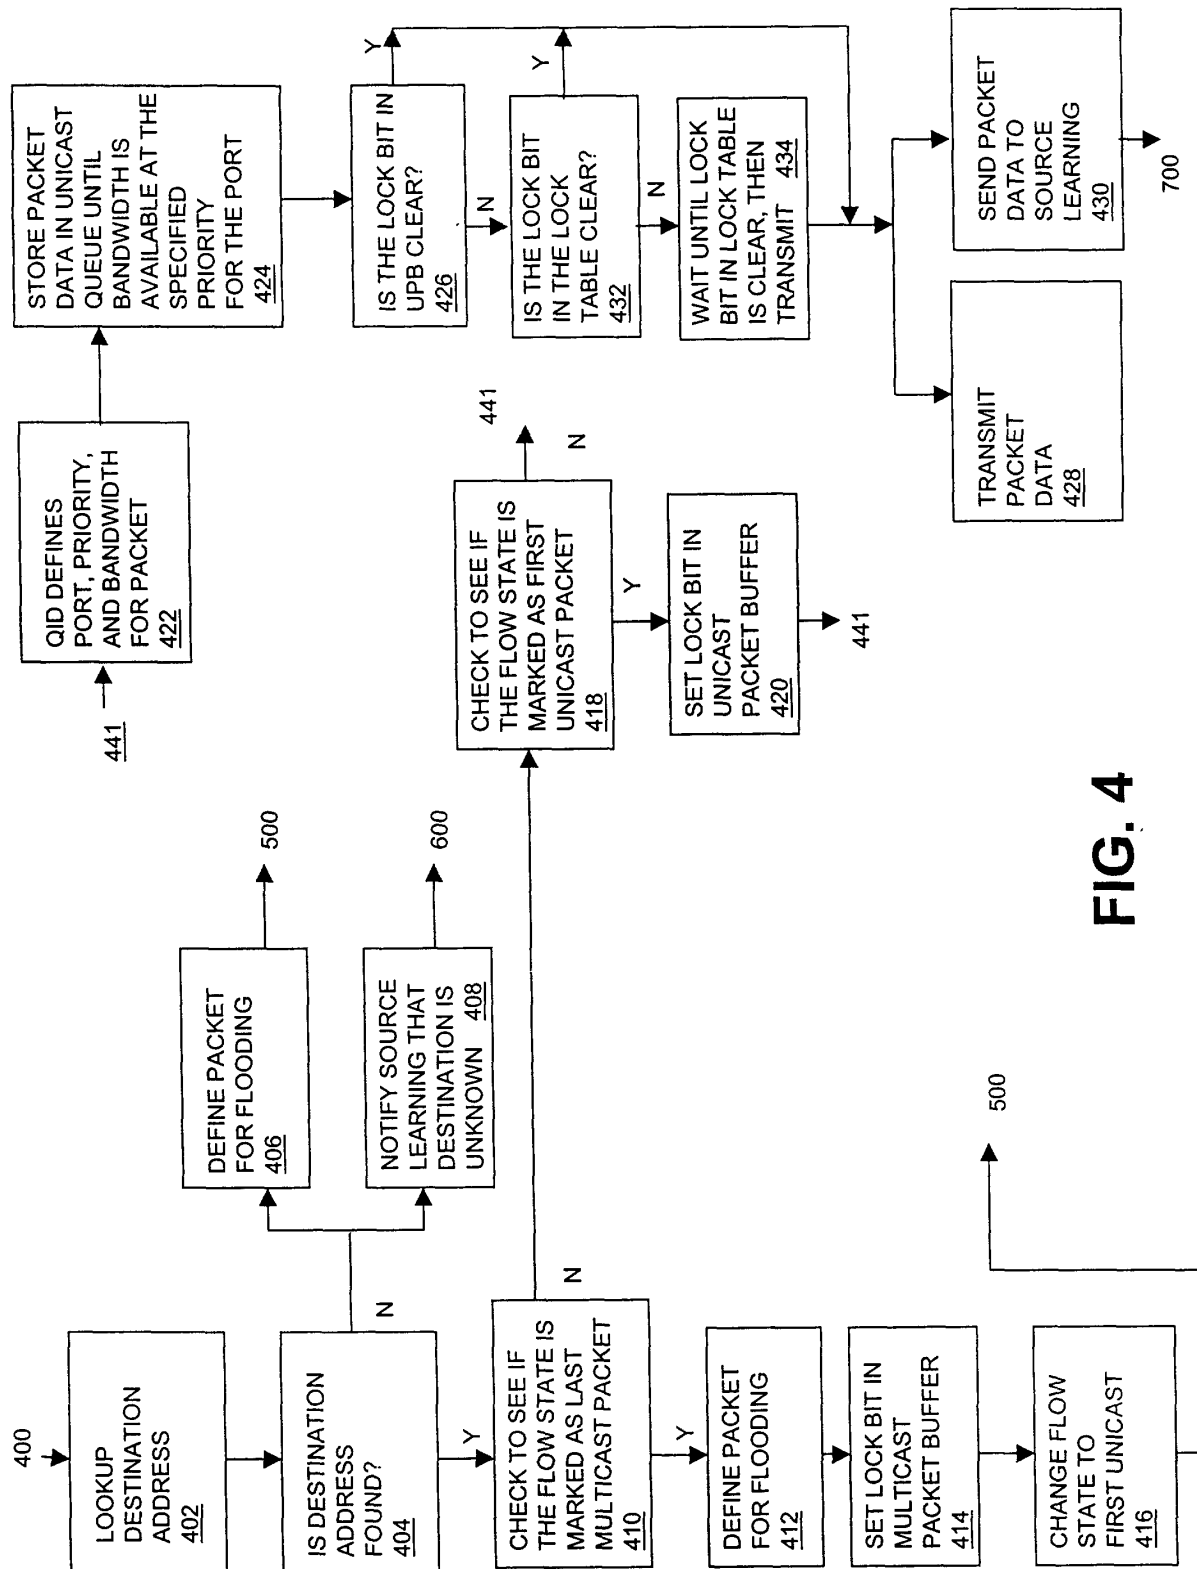 400
LOOKUP
DESTINATION
ADDRESS
402
IS DESTINATION
ADDRESS
FOUND?
404
N
Y
DEFINE PACKET
FOR FLOODING
406
500
NOTIFY SOURCE
LEARNING THAT
DESTINATION IS
UNKNOWN 408
600
CHECK TO SEE IF
THE FLOW STATE IS
MARKED AS LAST
MULTICAST PACKET
410
N
Y
DEFINE PACKET
FOR FLOODING
412
SET LOCK BIT IN
MULTICAST
PACKET BUFFER
414
CHANGE FLOW
STATE TO
FIRST UNICAST
416
500
CHECK TO SEE IF
THE FLOW STATE IS
MARKED AS FIRST
UNICAST PACKET
418
441
N
Y
SET LOCK BIT IN
UNICAST
PACKET BUFFER
420
441
441
QID DEFINES
PORT, PRIORITY,
AND BANDWIDTH
FOR PACKET
422
STORE PACKET
DATA IN UNICAST
QUEUE UNTIL
BANDWIDTH IS
AVAILABLE AT THE
SPECIFIED
PRIORITY
FOR THE PORT
424
IS THE LOCK BIT IN
UPB CLEAR?
426
Y
N
IS THE LOCK BIT
IN THE LOCK
TABLE CLEAR?
432
Y
N
WAIT UNTIL LOCK
BIT IN LOCK TABLE
IS CLEAR, THEN
TRANSMIT 434
TRANSMIT
PACKET
DATA
428
SEND PACKET
DATA TO
SOURCE
LEARNING
430
700
FIG. 4